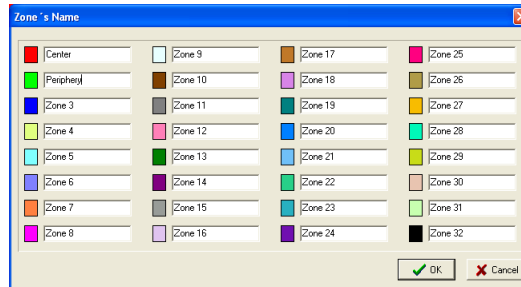 Zone´s Name
Center
Periphery
Zone 3
Zone 4
Zone 5
Zone 6
Zone 7
Zone 8
Zone 9
Zone 10
Zone 11
Zone 12
Zone 13
Zone 14
Zone 15
Zone 16
Zone 17
Zone 18
Zone 19
Zone 20
Zone 21
Zone 22
Zone 23
Zone 24
Zone 25
Zone 26
Zone 27
Zone 28
Zone 29
Zone 30
Zone 31
Zone 32
OK
Cancel